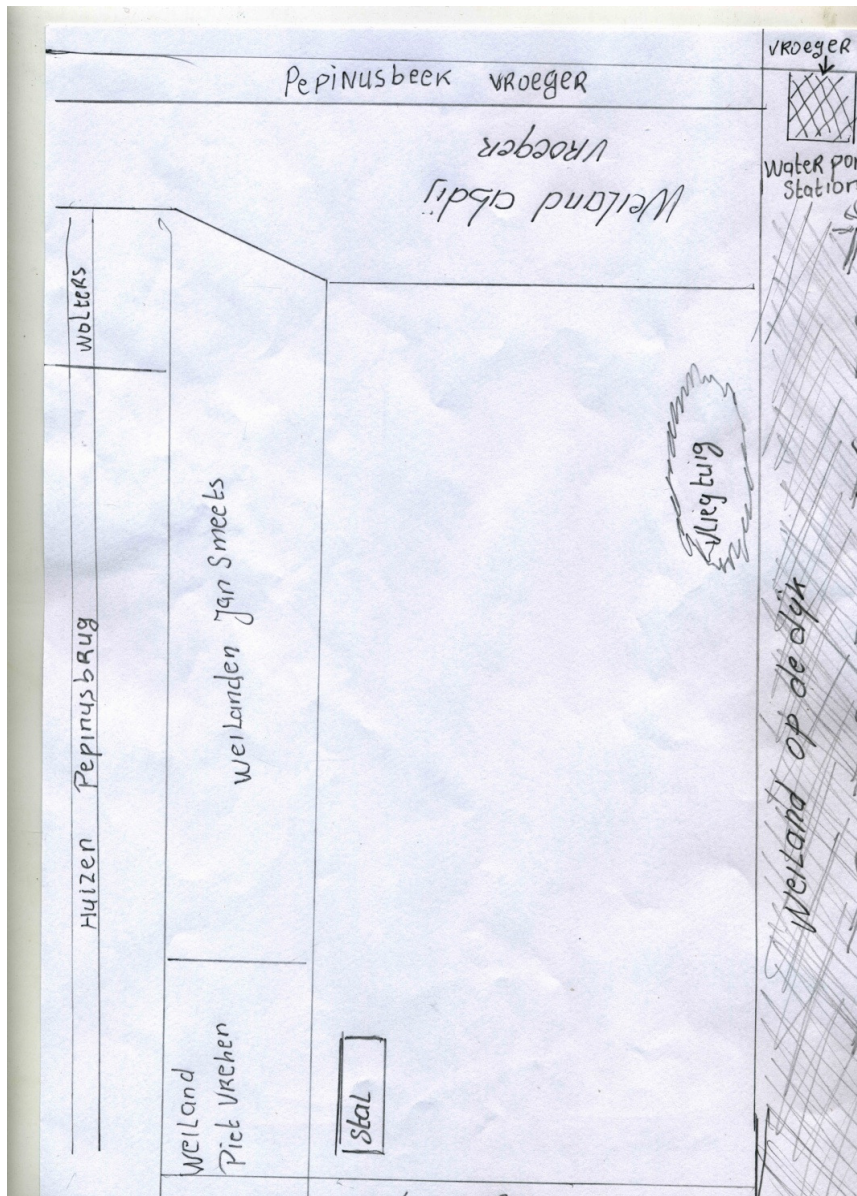 VROEGER
PEPINUSBEEK VROEGER
Weiland abdij
VROEGER
Water
Station
WOLTERS
Huizen Pepinusbrug
Weilanden Jan Smeets
Vliegtuig
Weiland op de dijk
Weiland
Piet Vrehen
Stal